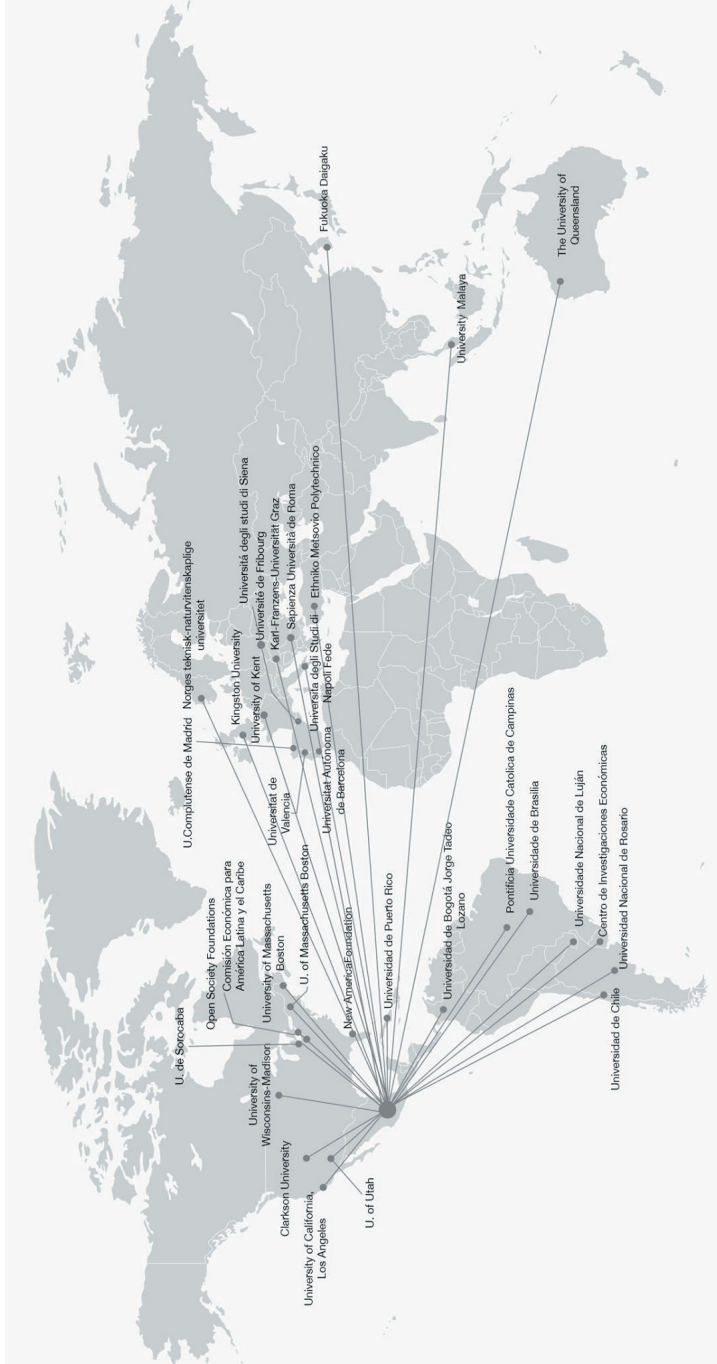 U. de Sorocaba
Open Society Foundations
Comisión Económica para
América Latina y el Caribe
University of Massachusetts
Boston
U. of Massachusetts Boston
University of
Wisconsins-Madison
Clarkson University
University of California,
Los Angeles
U. of Utah
New AmericaFoundation
Universidad de Puerto Rico
Universidad de Bogotá Jorge Tadeo
Lozano
Pontificia Universidade Catolica de Campinas
Universidade de Brasilia
Universidade Nacional de Luján
Centro de Investigaciones Económicas
Universidad Nacional de Rosario
Universidad de Chile
U.Complutense de Madrid
Norges teknisk-naturvitenskaplige
universitet
Kingston University
University of Kent
Universitá degli studi di Siena
Université de Fribourg
Karl-Franzens-Universität Graz
Sapienza Università de Roma
Ethniko Metsovio Polytechnico
Universita degli Studi di
Napoli Fede
Universitat de
Valencia
Universitat Autónoma
de Barcelona
Fukuoka Daigaku
University Malaya
The University of
Queensland